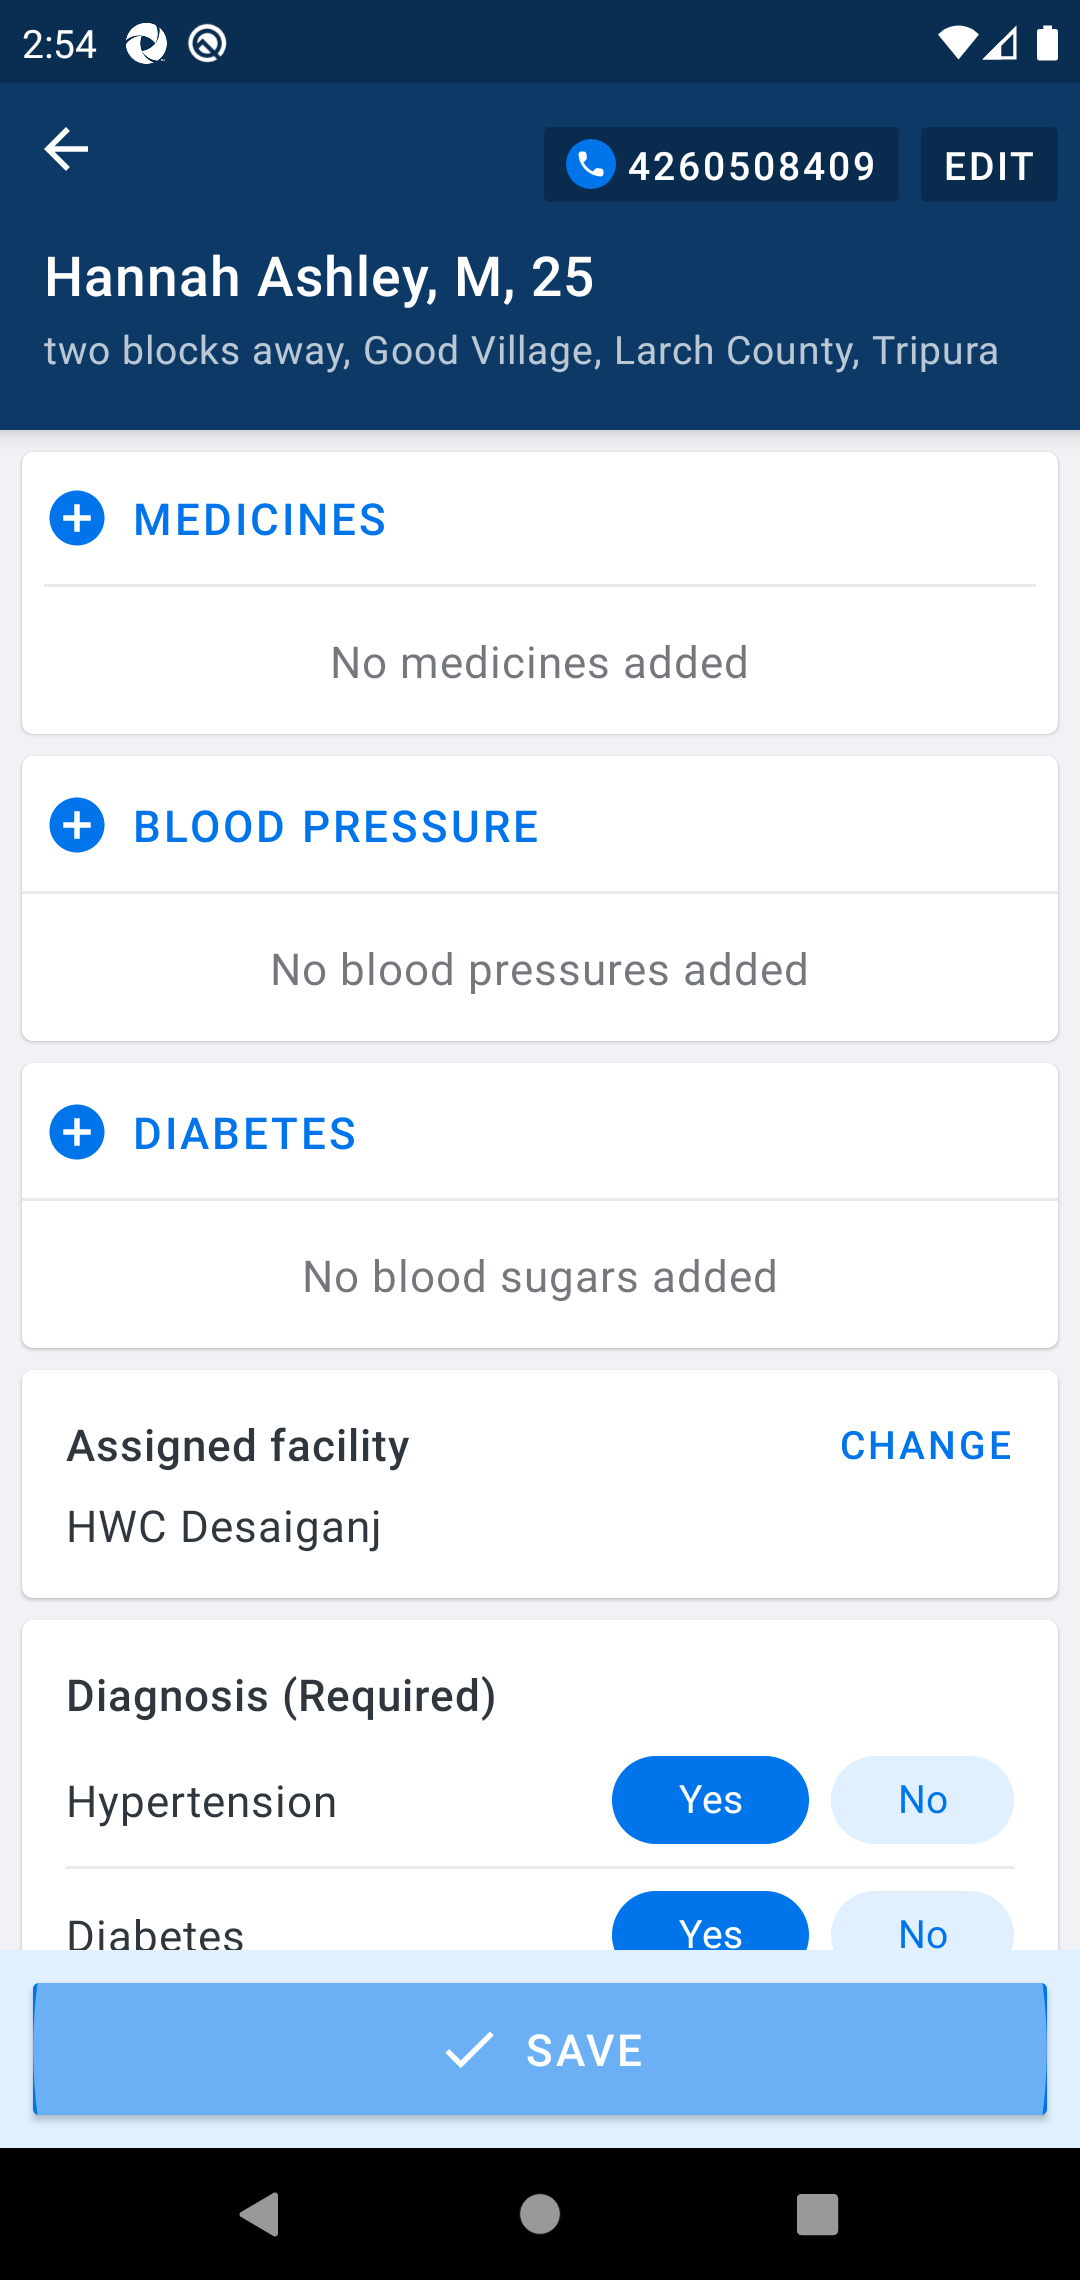 2:54
4260508409 EDIT
Hannah Ashley, M, 25
two blocks away, Good Village, Larch County, Tripura
MEDICINES
No medicines added
BLOOD PRESSURE
No blood pressures added
DIABETES
No blood sugars added
Assigned facility CHANGE
HWC Desaiganj
Diagnosis (Required)
Hypertension Yes No
Diabetes Yes No
SAVE